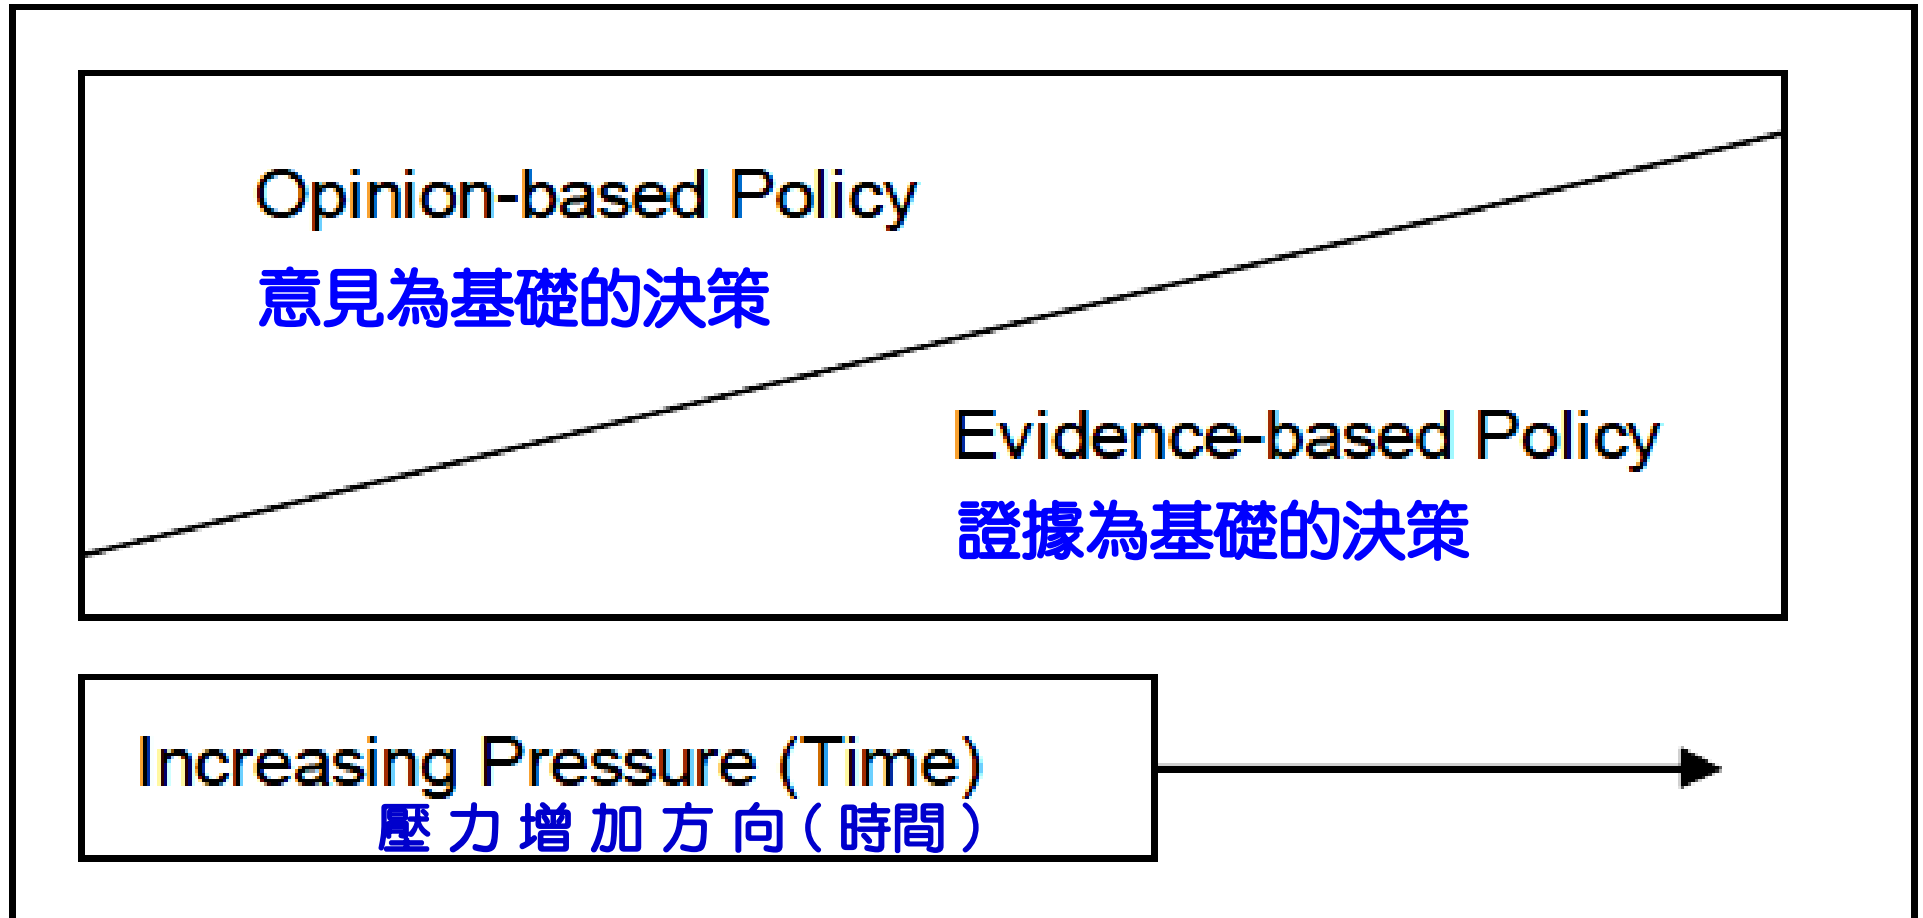 Opinion-based Policy
意見為基礎的決策
Evidence-based Policy
證據為基礎的決策
Increasing Pressure (Time)
壓力增加方向(時間)